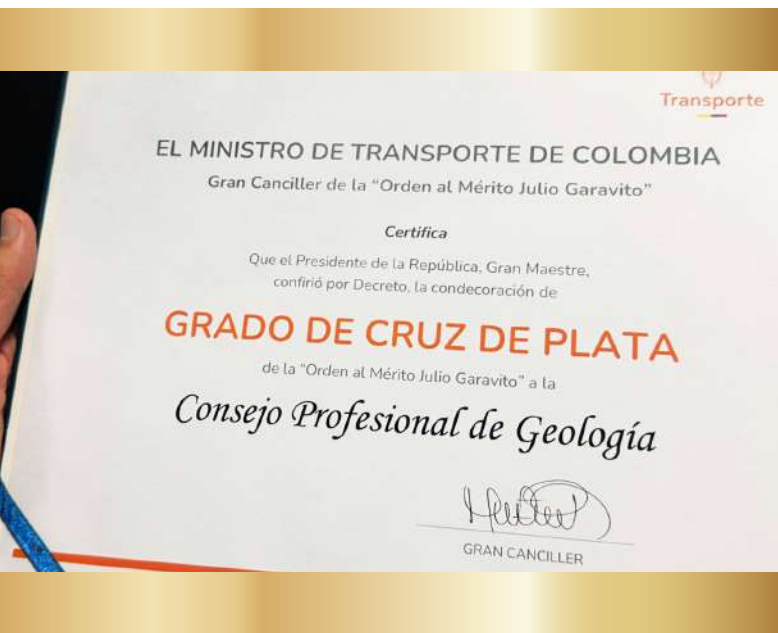 Transporte
EL MINISTRO DE TRANSPORTE DE COLOMBIA
Gran Canciller de la “Orden al Mérito Julio Garavito”
Certifica
Que el Presidente de la República, Gran Maestre,
confirió por Decreto, la condecoración de
GRADO DE CRUZ DE PLATA
de la “Orden al Mérito Julio Garavito” a la
Consejo Profesional de Geología
GRAN CANCILLER